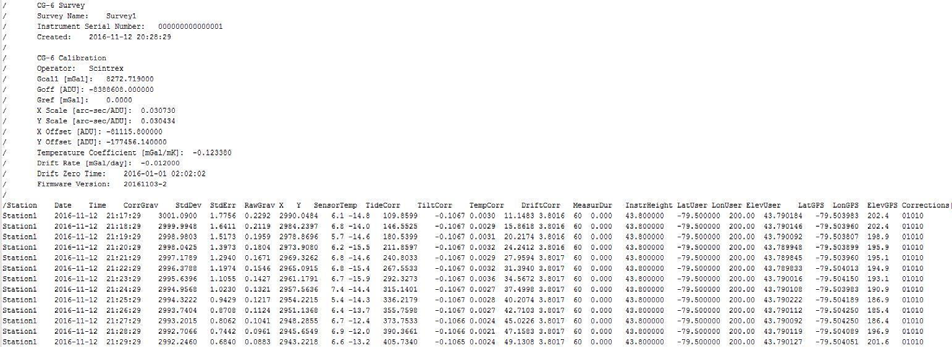 / CG-6 Survey
/ Survey Name: Survey1
/ Instrument Serial Number: 000000000000001
/ Created: 2016-11-12 20:28:29
/
/ CG-6 Calibration
/ Operator: Scintrex
/ Gcal1 [mGal]: 8272.719000
/ Goff [ADU]: -8388608.000000
/ Gref [mGal]: 0.0000
/ X Scale [arc-sec/ADU]: 0.030730
/ Y Scale [arc-sec/ADU]: 0.030434
/ X Offset [ADU]: -81115.800000
/ Y Offset [ADU]: -177456.140000
/ Temperature Coefficient [mGal/mK]: -0.123380
/ Drift Rate [mGal/day]: -0.012000
/ Drift Zero Time: 2016-01-01 02:02:02
/ Firmware Version: 20161103-2
/
/Station Date Time CorrGrav StdDev StdErr RawGrav X Y SensorTemp TideCorr TiltCorr TempCorr DriftCorr MeasurDur InstrHeight LatUser LonUser ElevUser LatGPS LonGPS ElevGPS Corrections
Station1 2016-11-12 21:17:29 3001.0900 1.7756 0.2292 2990.0484 6.1 -14.8 109.8599 -0.1067 0.0030 11.1483 3.8016 60 0.000 43.800000 -79.500000 200.00 43.790184 -79.503983 202.4 01010
Station1 2016-11-12 21:18:29 2999.9948 1.6411 0.2119 2984.2397 6.8 -14.0 146.5525 -0.1067 0.0029 15.8618 3.8016 60 0.000 43.800000 -79.500000 200.00 43.790146 -79.503960 202.4 01010
Station1 2016-11-12 21:19:29 2998.9803 1.5173 0.1959 2978.8696 5.7 -14.6 180.5399 -0.1067 0.0031 20.2174 3.8016 60 0.000 43.800000 -79.500000 200.00 43.790092 -79.503807 198.9 01010
Station1 2016-11-12 21:20:29 2998.0425 1.3973 0.1804 2973.9080 6.2 -15.5 211.8597 -0.1067 0.0032 24.2412 3.8016 60 0.000 43.800000 -79.500000 200.00 43.789948 -79.503899 195.9 01010
Station1 2016-11-12 21:21:29 2997.1789 1.2940 0.1671 2969.3262 6.8 -14.6 240.8033 -0.1067 0.0029 27.9594 3.8017 60 0.000 43.800000 -79.500000 200.00 43.789845 -79.503960 195.1 01010
Station1 2016-11-12 21:22:29 2996.3788 1.1974 0.1546 2965.0915 6.8 -15.4 267.5533 -0.1067 0.0032 31.3940 3.8017 60 0.000 43.800000 -79.500000 200.00 43.789833 -79.504013 194.9 01010
Station1 2016-11-12 21:23:29 2995.6396 1.1055 0.1427 2961.1791 6.7 -15.9 292.3273 -0.1067 0.0036 34.5672 3.8017 60 0.000 43.800000 -79.500000 200.00 43.790016 -79.504150 193.1 01010
Station1 2016-11-12 21:24:29 2994.9568 1.0230 0.1321 2957.5636 7.4 -14.4 315.1401 -0.1067 0.0026 37.4998 3.8017 60 0.000 43.800000 -79.500000 200.00 43.790108 -79.503983 190.9 01010
Station1 2016-11-12 21:25:29 2994.3222 0.9429 0.1217 2954.2215 5.4 -14.3 336.2179 -0.1067 0.0028 40.2074 3.8017 60 0.000 43.800000 -79.500000 200.00 43.790222 -79.504189 186.9 01010
Station1 2016-11-12 21:26:29 2993.7404 0.8708 0.1124 2951.1368 6.4 -13.7 355.7598 -0.1067 0.0027 42.7103 3.8017 60 0.000 43.800000 -79.500000 200.00 43.790112 -79.504250 185.4 01010
Station1 2016-11-12 21:27:29 2993.2015 0.8062 0.1041 2948.2855 6.2 -12.4 373.7533 -0.1067 0.0024 45.0226 3.8017 60 0.000 43.800000 -79.500000 200.00 43.790092 -79.504250 186.4 01010
Station1 2016-11-12 21:28:29 2992.7066 0.7442 0.0961 2945.6549 6.9 -12.0 390.3661 -0.1066 0.0021 47.1583 3.8017 60 0.000 43.800000 -79.500000 200.00 43.790119 -79.504089 196.9 01010
Station1 2016-11-12 21:29:29 2992.2460 0.6840 0.0883 2943.2218 6.6 -13.2 405.7340 -0.1065 0.0024 49.1308 3.8017 60 0.000 43.800000 -79.500000 200.00 43.790079 -79.504051 201.6 01010